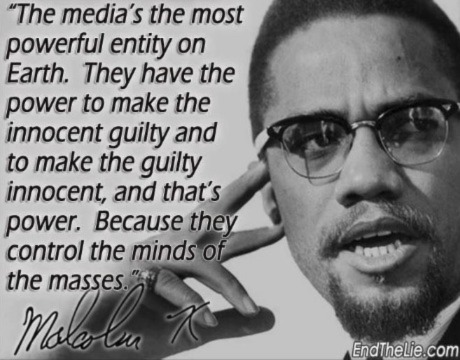 “The media’s the most
powerful entity on
Earth. They have the
power to make the
innocent guilty and
to make the guilty
innocent, and that’s
power. Because they
control the minds of
the masses.”
Malcolm X
EndTheLie.com